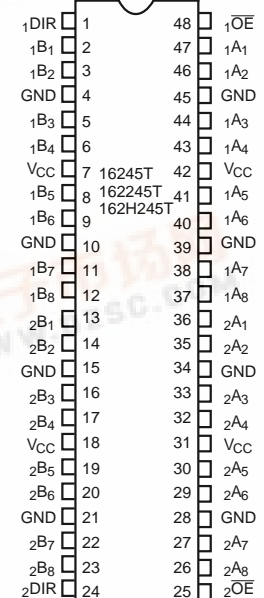 1DIR 1 48 1OE
1B1 2 47 1A1
1B2 3 46 1A2
GND 4 45 GND
1B3 5 44 1A3
1B4 6 43 1A4
VCC 7 16245T 42 VCC
1B5 8 162245T 41 1A5
1B6 9 162H245T 40 1A6
GND 10 39 GND
1B7 11 38 1A7
1B8 12 37 1A8
2B1 13 36 2A1
2B2 14 35 2A2
GND 15 34 GND
2B3 16 33 2A3
2B4 17 32 2A4
VCC 18 31 VCC
2B5 19 30 2A5
2B6 20 29 2A6
GND 21 28 GND
2B7 22 27 2A7
2B8 23 26 2A8
2DIR 24 25 2OE